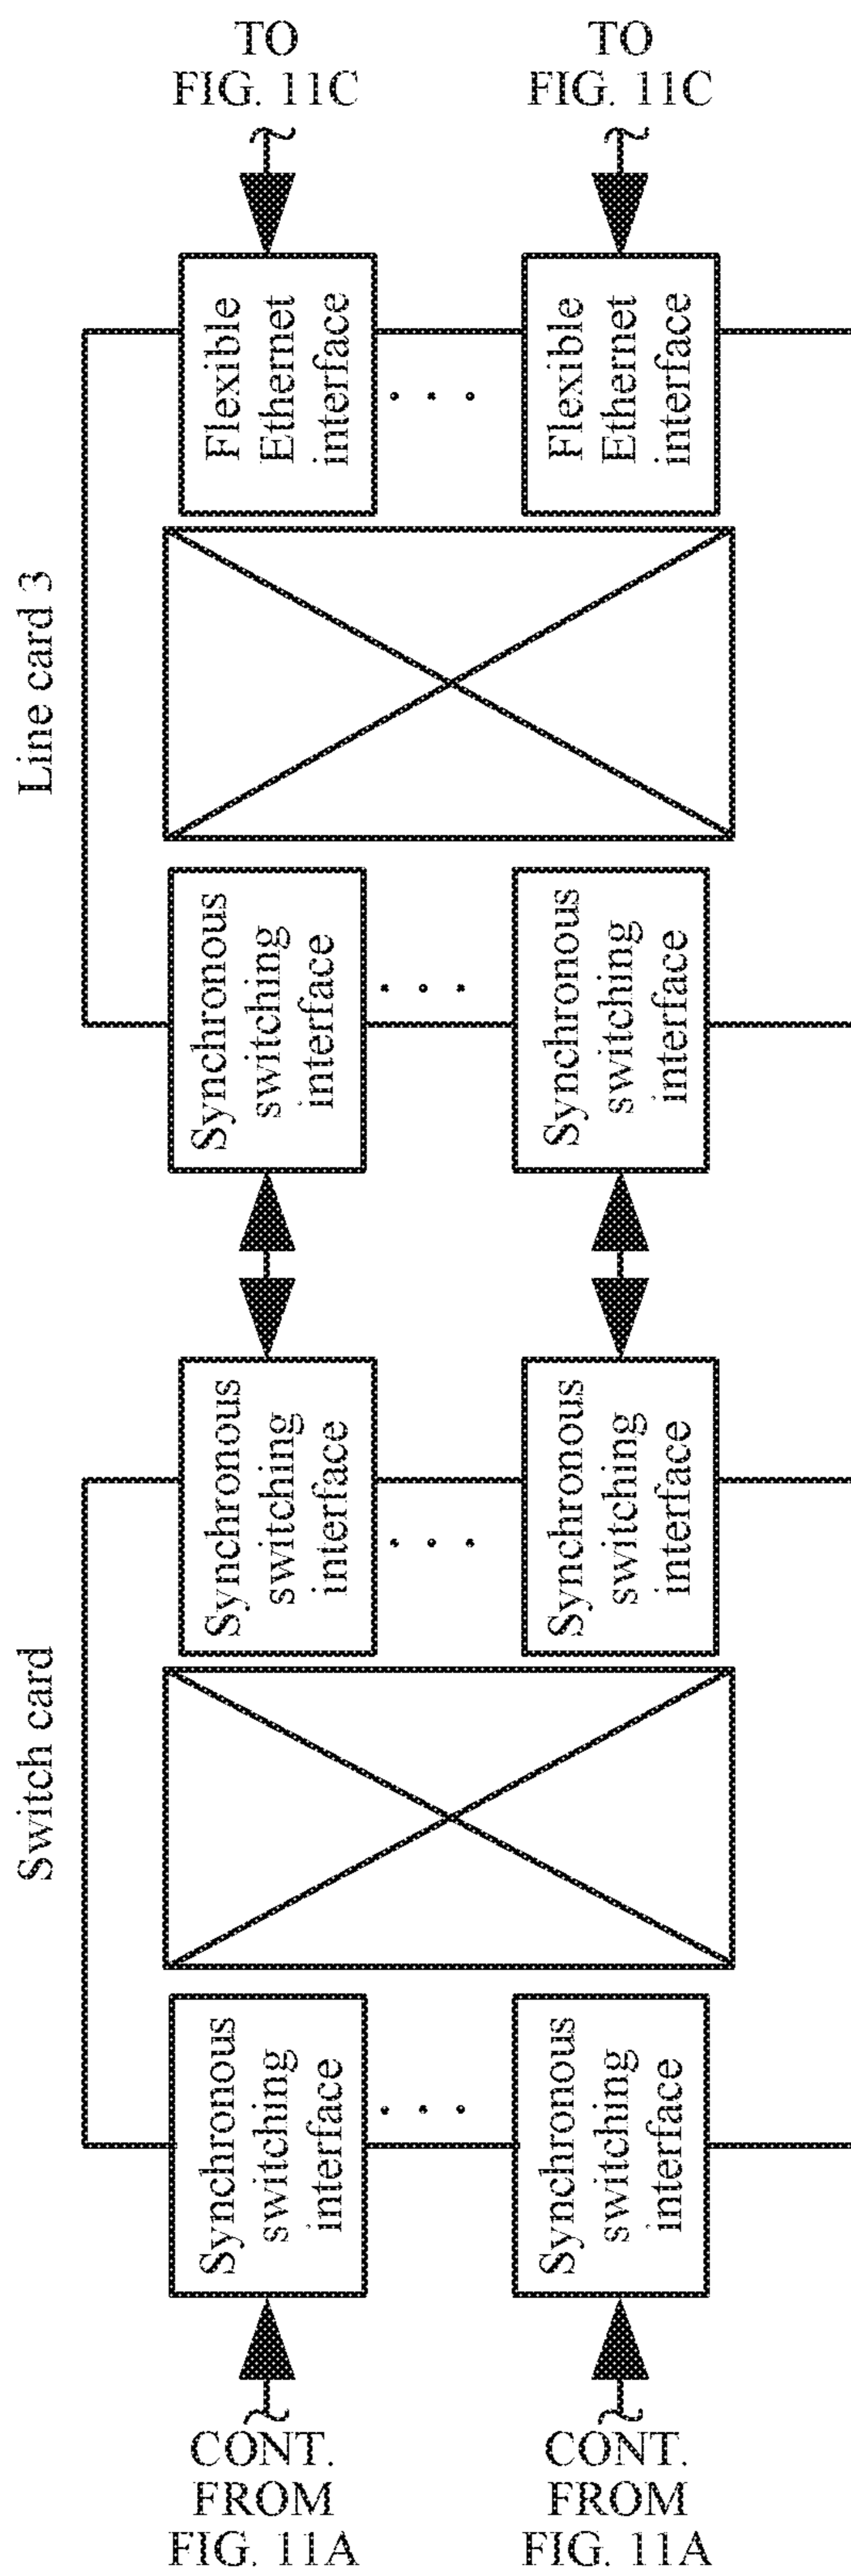 TO
FIG. 11C
TO
FIG. 11C
Line card 3
Flexible
Ethernet
interface
Flexible
Ethernet
interface
Synchronous
switching
interface
Synchronous
switching
interface
Switch card
Synchronous
switching
interface
Synchronous
switching
interface
Synchronous
switching
interface
Synchronous
switching
interface
CONT.
FROM
FIG. 11A
CONT.
FROM
FIG. 11A